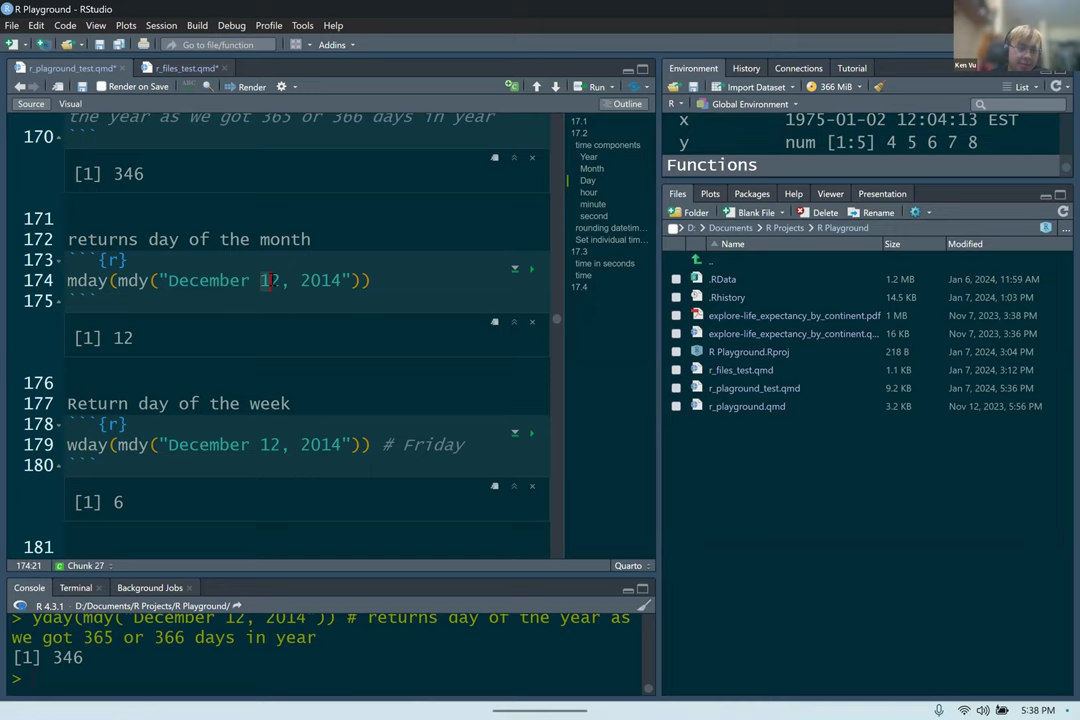 R Playground - RStudio
File Edit Code View Plots Session Build Debug Profile Tools Help
Go to file/function Addins
r_plaground_test.qmd* r_files_test.qmd*
Render on Save Render Run
Source Visual Outline
the year as we got 365 or 366 days in year
170 ```
[1] 346
171
172 returns day of the month
173 ```{r}
174 mday(mdy("December 12, 2014"))
175 ```
[1] 12
176
177 Return day of the week
178 ```{r}
179 wday(mdy("December 12, 2014")) # Friday
180 ```
[1] 6
181
174:21 Chunk 27 Quarto
17.1
17.2
time components
Year
Month
Day
hour
minute
second
rounding datetim...
Set individual tim...
17.3
time in seconds
time
17.4
Console Terminal Background Jobs
R 4.3.1 · D:/Documents/R Projects/R Playground/
> yday(mdy("December 12, 2014")) # returns day of the year as
we got 365 or 366 days in year
[1] 346
>
Ken Vu
Environment History Connections Tutorial
Import Dataset 366 MiB List
R Global Environment
x 1975-01-02 12:04:13 EST
y num [1:5] 4 5 6 7 8
Functions
Files Plots Packages Help Viewer Presentation
Folder Blank File Delete Rename
D: Documents R Projects R Playground ...
Name Size Modified
..
.RData 1.2 MB Jan 6, 2024, 11:59 AM
.Rhistory 14.5 KB Jan 7, 2024, 1:03 PM
explore-life_expectancy_by_continent.pdf 1 MB Nov 7, 2023, 3:38 PM
explore-life_expectancy_by_continent.q... 16 KB Nov 7, 2023, 3:36 PM
R Playground.Rproj 218 B Jan 7, 2024, 3:04 PM
r_files_test.qmd 1.1 KB Jan 7, 2024, 3:12 PM
r_plaground_test.qmd 9.2 KB Jan 7, 2024, 5:36 PM
r_playground.qmd 3.2 KB Nov 12, 2023, 5:56 PM
5:38 PM